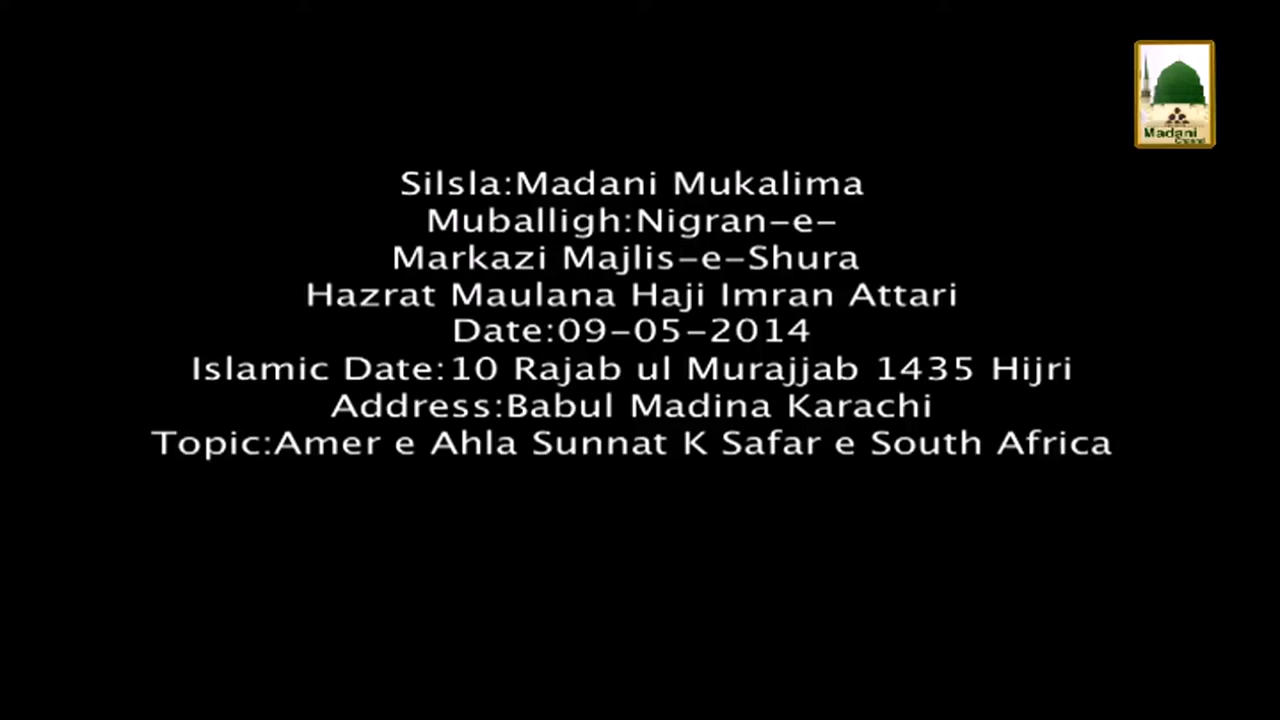 Silsla:Madani Mukalima
Muballigh:Nigran-e-
Markazi Majlis-e-Shura
Hazrat Maulana Haji Imran Attari
Date:09-05-2014
Islamic Date:10 Rajab ul Murajjab 1435 Hijri
Address:Babul Madina Karachi
Topic:Amer e Ahla Sunnat K Safar e South Africa
Madani
Channel